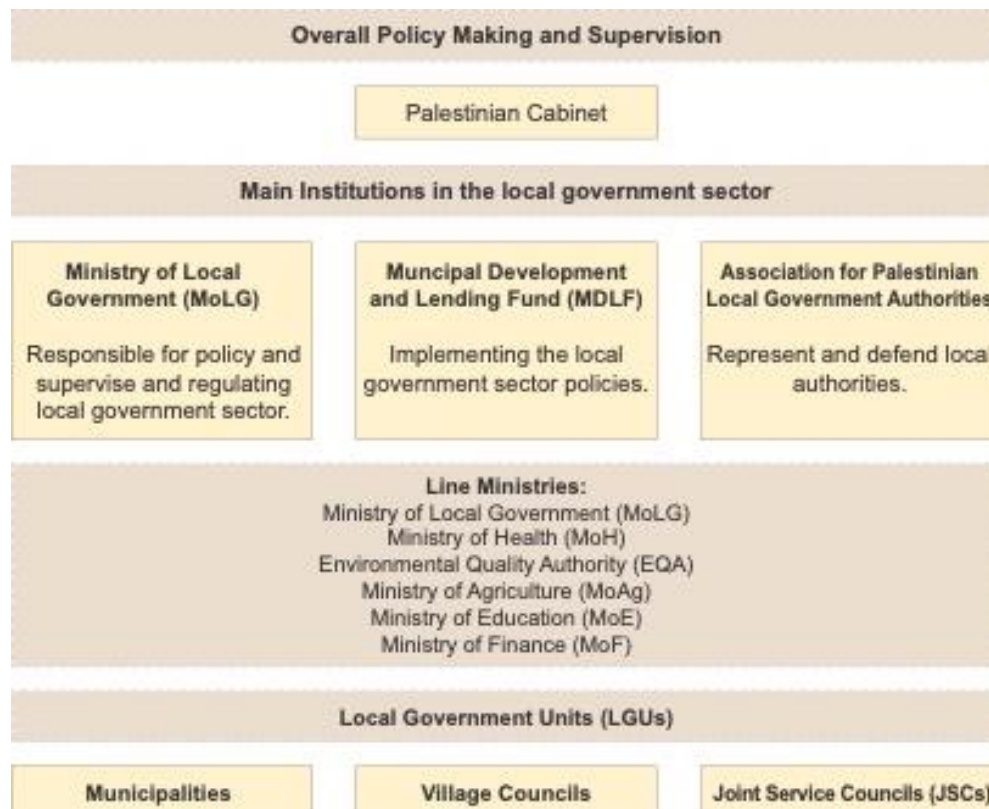 Overall Policy Making and Supervision
Palestinian Cabinet
Main Institutions in the local government sector
Ministry of Local
Government (MoLG)
Responsible for policy and
supervise and regulating
local government sector.
Muncipal Development
and Lending Fund (MDLF)
Implementing the local
government sector policies.
Association for Palestinian
Local Government Authorities
Represent and defend local
authorities.
Line Ministries:
Ministry of Local Government (MoLG)
Ministry of Health (MoH)
Environmental Quality Authority (EQA)
Ministry of Agriculture (MoAg)
Ministry of Education (MoE)
Ministry of Finance (MoF)
Local Government Units (LGUs)
Municipalities
Village Councils
Joint Service Councils (JSCs)